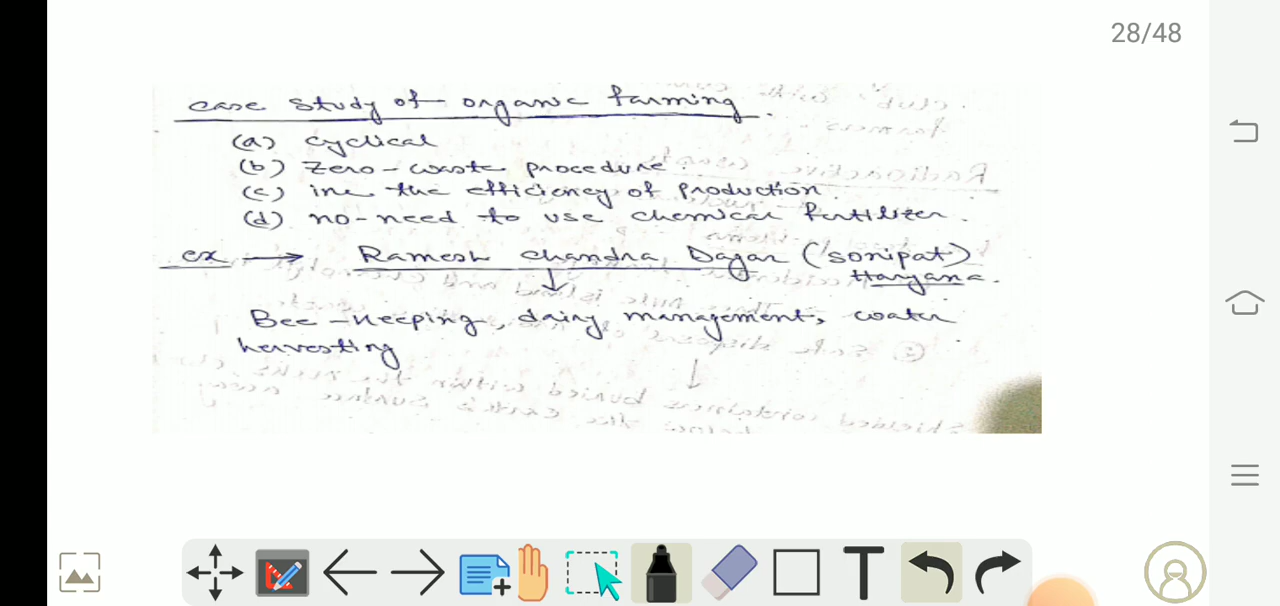 28/48
case study of organic farming.
(a) cyclical
(b) Zero-waste procedure.
(c) inc the efficiency of production.
(d) no-need to use chemical fertilizer.
ex → Ramesh chandra Dagar (sonipat)
Haryana.
↓
Bee-keeping, dairy management, water
harvesting
T